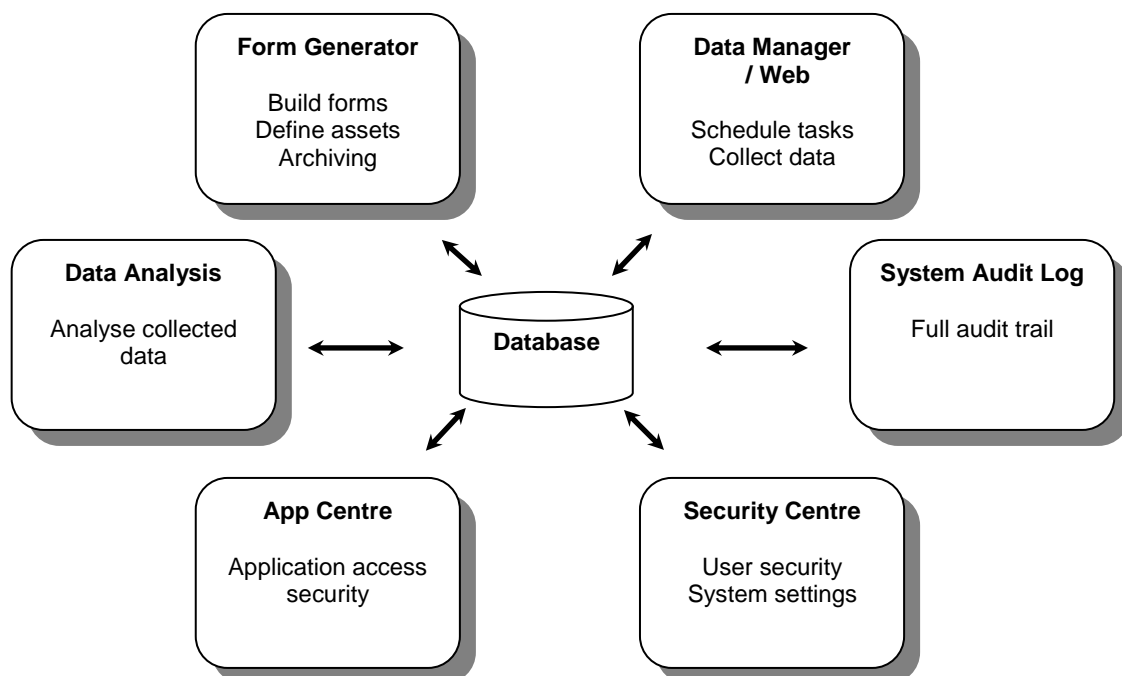 Form Generator
Build forms
Define assets
Archiving
Data Manager
/ Web
Schedule tasks
Collect data
Data Analysis
Analyse collected
data
Database
System Audit Log
Full audit trail
App Centre
Application access
security
Security Centre
User security
System settings